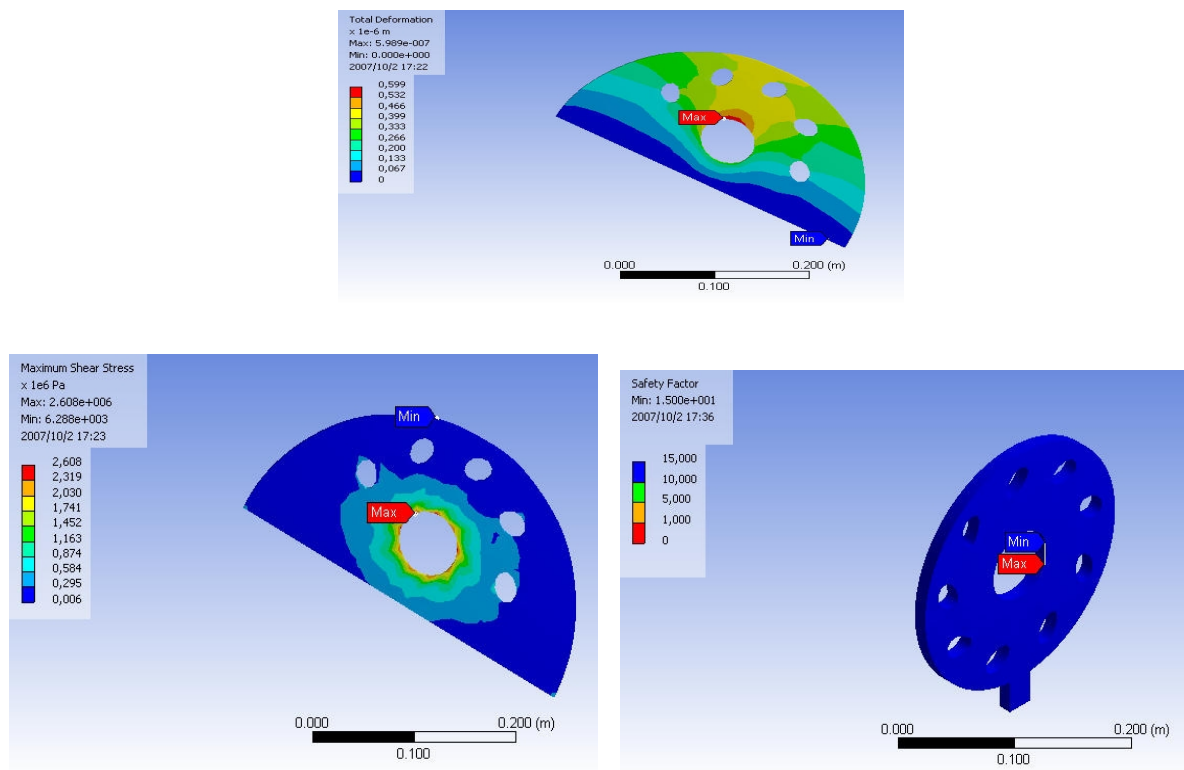 Total Deformation
x 1e-6 m
Max: 5.989e-007
Min: 0.000e+000
2007/10/2 17:22
0,599
0,532
0,466
0,399
0,333
0,266
0,200
0,133
0,067
0
Max
Min
0.000
0.200 (m)
0.100
Maximum Shear Stress
x 1e6 Pa
Max: 2.608e+006
Min: 6.288e+003
2007/10/2 17:23
2,608
2,319
2,030
1,741
1,452
1,163
0,874
0,584
0,295
0,006
Min
Max
0.000
0.200 (m)
0.100
Safety Factor
Min: 1.500e+001
2007/10/2 17:36
15,000
10,000
5,000
1,000
0
Min
Max
0.000
0.200 (m)
0.100